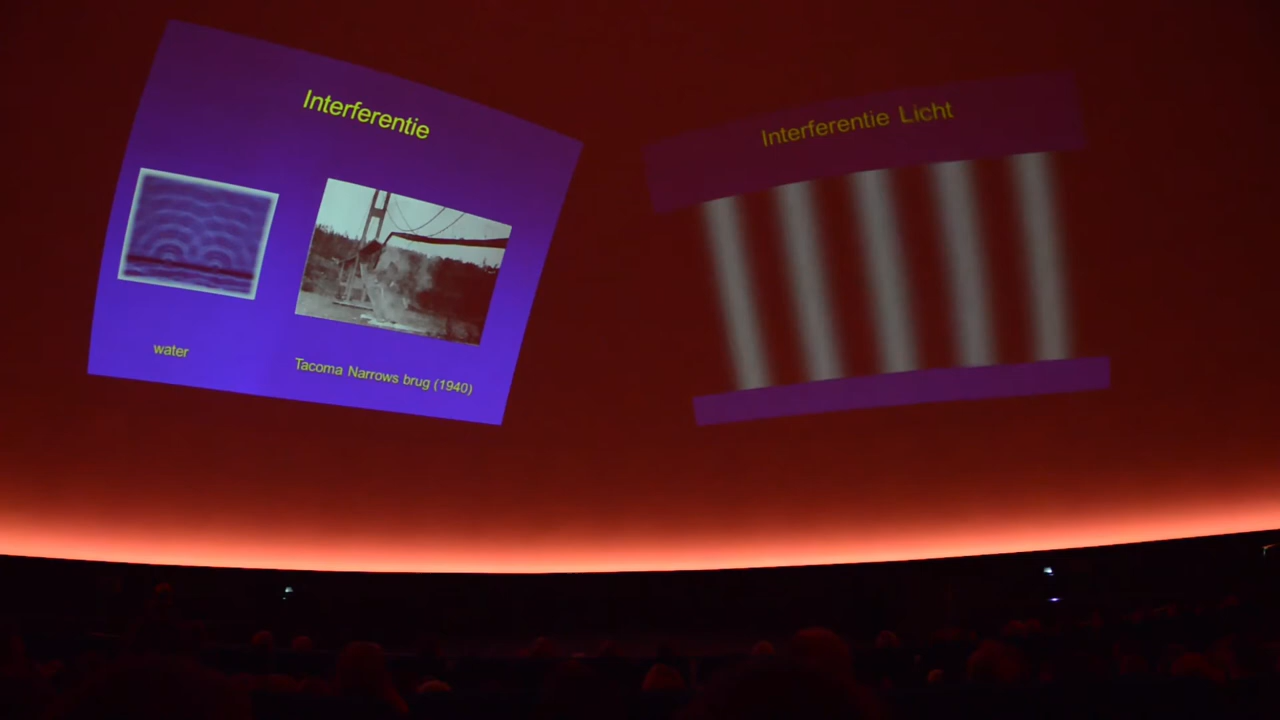 Interferentie
water
Tacoma Narrows brug (1940)
Interferentie Licht